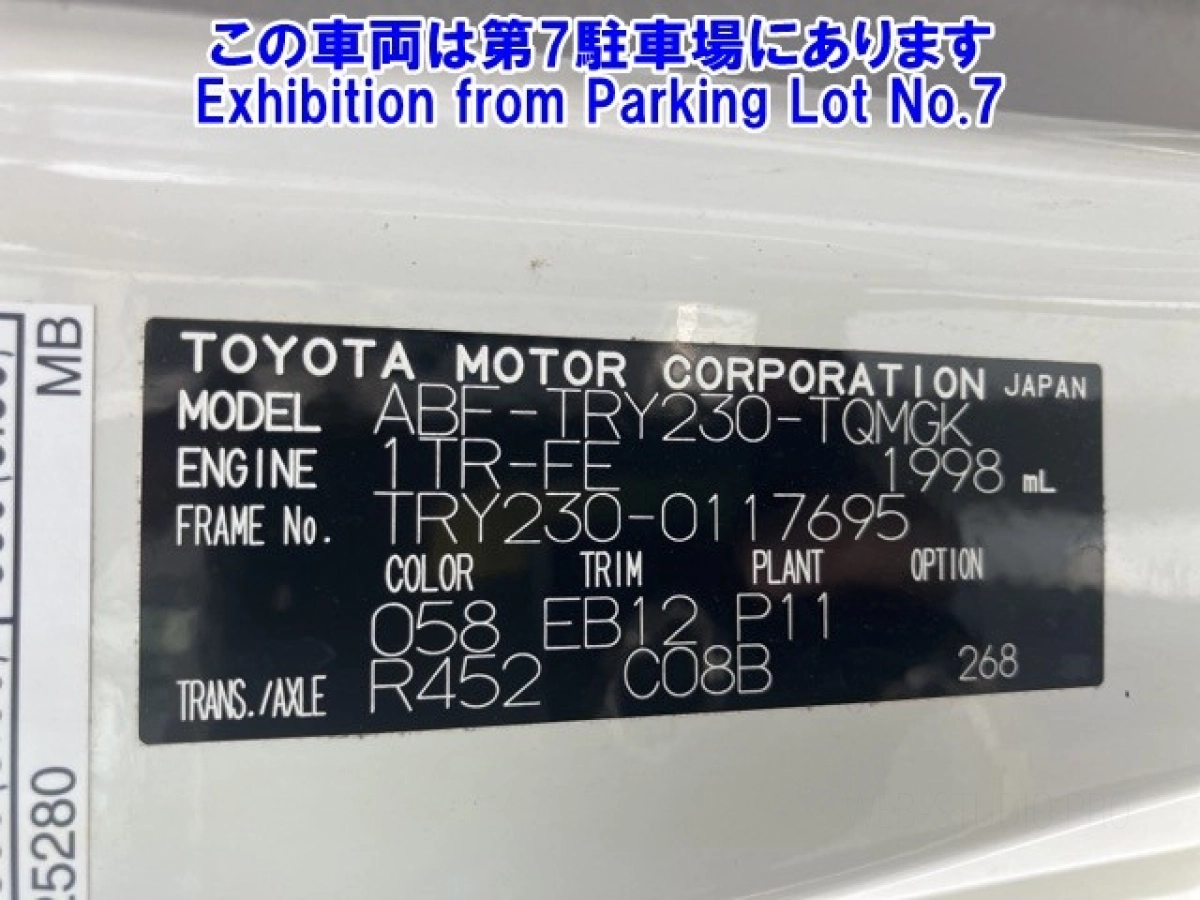 この車両は第7駐車場にあります
Exhibition from Parking Lot No.7
TOYOTA MOTOR CORPORATION JAPAN
MODEL ABF-TRY230-TQMGK
ENGINE 1TR-FE 1998 mL
FRAME No. TRY230-0117695
COLOR TRIM PLANT OPTION
058 EB12 P11
TRANS./AXLE R452 C08B 268
MB
25280